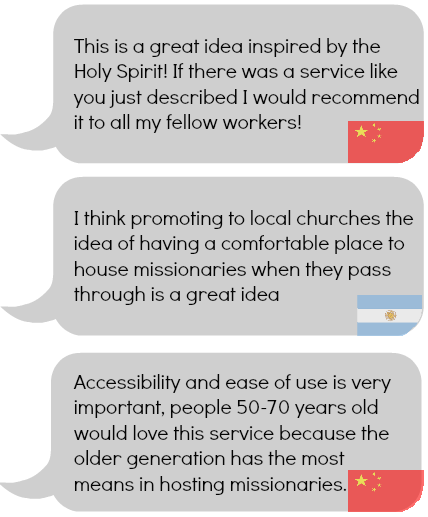 This is a great idea inspired by the
Holy Spirit! If there was a service like
you just described I would recommend
it to all my fellow workers!
I think promoting to local churches the
idea of having a comfortable place to
house missionaries when they pass
through is a great idea
Accessibility and ease of use is very
important, people 50-70 years old
would love this service because the
older generation has the most
means in hosting missionaries.